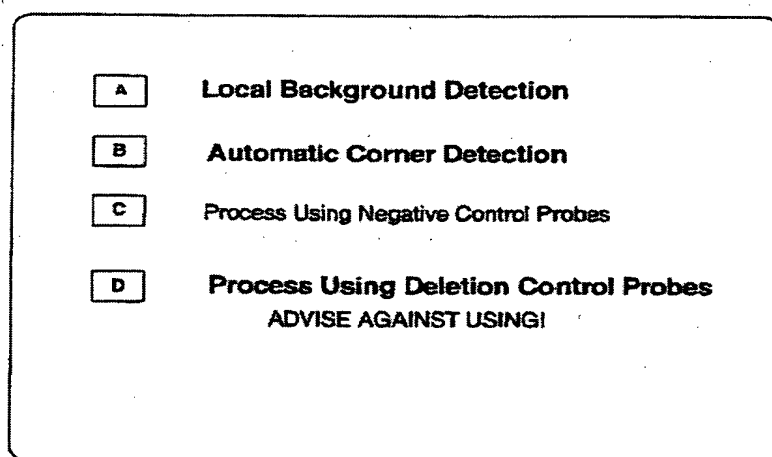 A Local Background Detection
B Automatic Corner Detection
C Process Using Negative Control Probes
D Process Using Deletion Control Probes
ADVISE AGAINST USING!